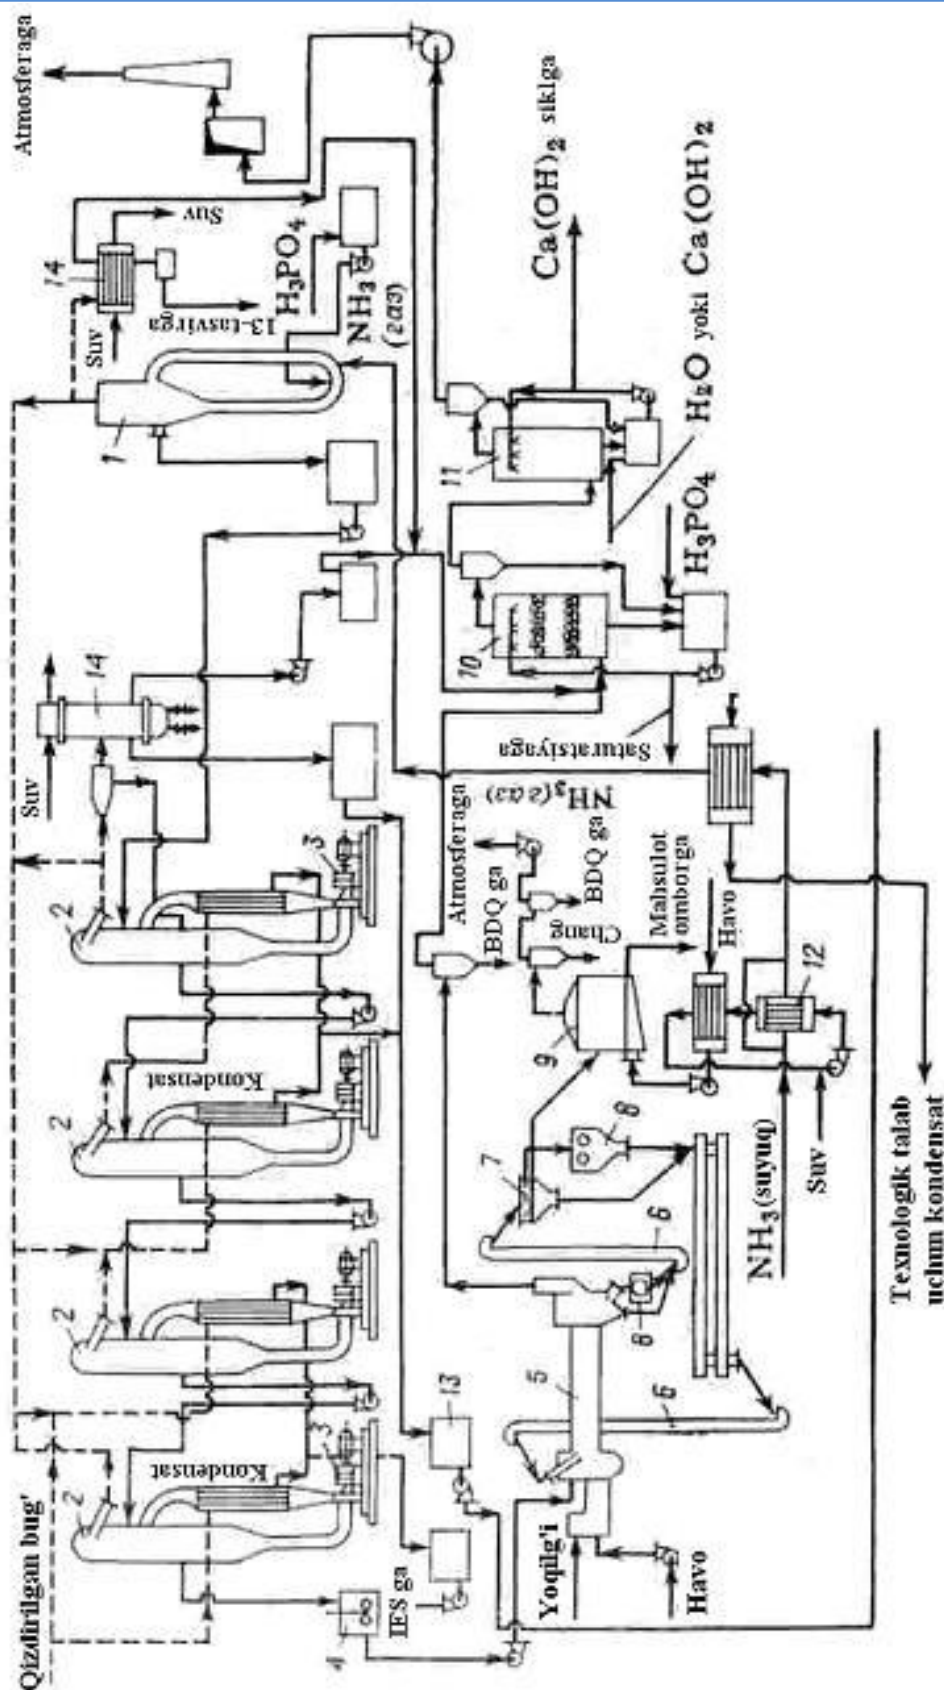 Qizdirilgan bug'
2
Kondensat
3
2
2
Kondensat
2
3
Suv
14
1
Suv
14
Suv
13-tasvirga
Atmosferaga
H₃PO₄
NH₃
(газ)
4
IES ga
13
Yoqilg'i
Havo
5
6
8
6
7
8
9
Chang
BDQ ga
BDQ ga
Atmosferaga
NH₃(газ)
Saturatsiyaga
10
11
H₃PO₄
H₂O yoki Ca(OH)₂
Ca(OH)₂ siklga
Mahsulot
omborga
Havo
12
NH₃(suyuq)
Suv
Texnologik talab
uchun kondensat